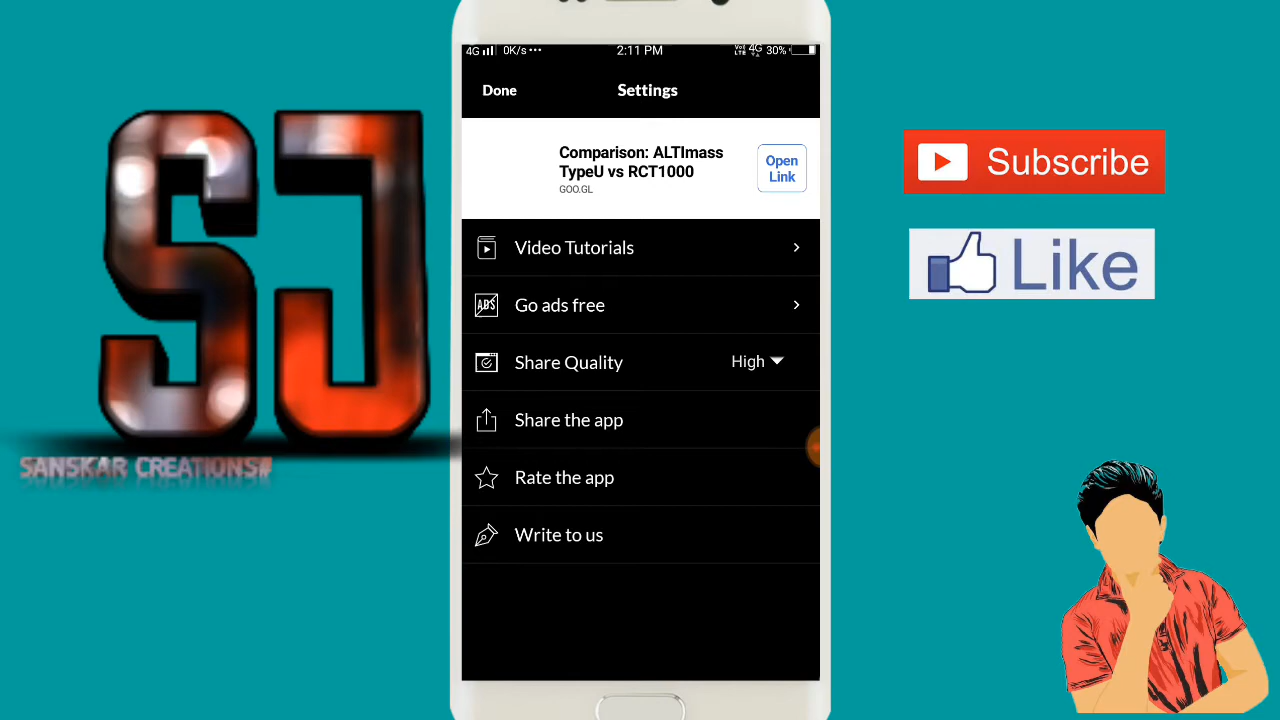 4G 0K/s ••• 2:11 PM VoLTE 4G 30%
Done Settings
Comparison: ALTImass
TypeU vs RCT1000
GOO.GL
Open
Link
Video Tutorials
ADS Go ads free
Share Quality High
Share the app
Rate the app
Write to us
SJ
SANSKAR CREATIONS#
Subscribe
Like